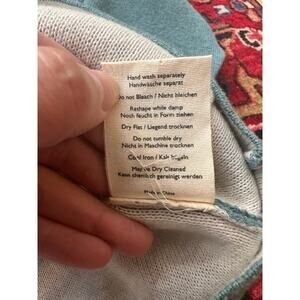 Hand wash separately
Handwäsche separat
Do not Bleach / Nicht bleichen
Reshape while damp
Noch feucht in Form ziehen
Dry Flat / Liegend trocknen
Do not tumble dry
Nicht in Maschine trocknen
Cool Iron / Kalt bügeln
May be Dry Cleaned
Kann chemisch gereinigt werden
Made in China